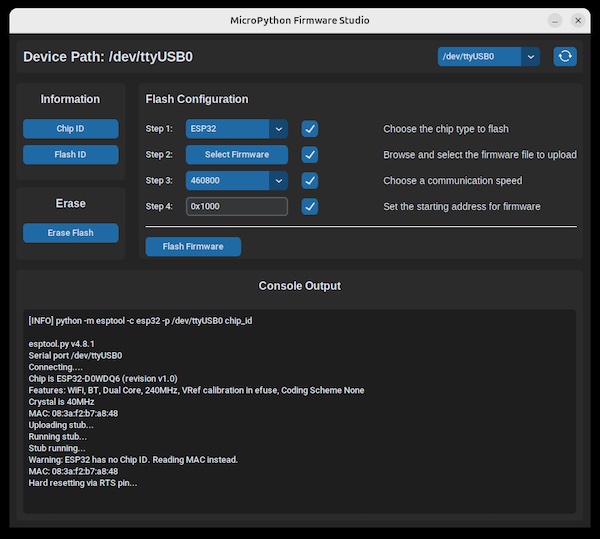 MicroPython Firmware Studio
Device Path: /dev/ttyUSB0
/dev/ttyUSB0
Information
Chip ID
Flash ID
Erase
Erase Flash
Flash Configuration
Step 1:
ESP32
Choose the chip type to flash
Step 2:
Select Firmware
Browse and select the firmware file to upload
Step 3:
460800
Choose a communication speed
Step 4:
0x1000
Set the starting address for firmware
Flash Firmware
Console Output
[INFO] python -m esptool -c esp32 -p /dev/ttyUSB0 chip_id
esptool.py v4.8.1
Serial port /dev/ttyUSB0
Connecting....
Chip is ESP32-D0WDQ6 (revision v1.0)
Features: WiFi, BT, Dual Core, 240MHz, VRef calibration in efuse, Coding Scheme None
Crystal is 40MHz
MAC: 08:3a:f2:b7:a8:48
Uploading stub...
Running stub...
Stub running...
Warning: ESP32 has no Chip ID. Reading MAC instead.
MAC: 08:3a:f2:b7:a8:48
Hard resetting via RTS pin...